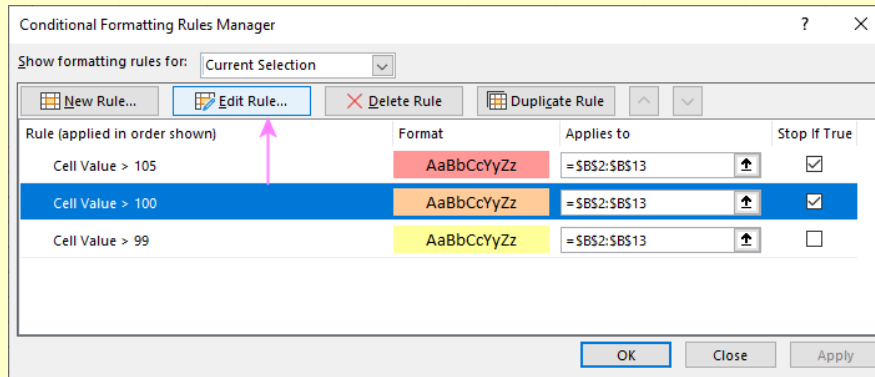 Conditional Formatting Rules Manager ? ×
Show formatting rules for: Current Selection
New Rule... Edit Rule... Delete Rule Duplicate Rule
Rule (applied in order shown) Format Applies to Stop If True
Cell Value > 105 AaBbCcYyZz =$B$2:$B$13
Cell Value > 100 AaBbCcYyZz =$B$2:$B$13
Cell Value > 99 AaBbCcYyZz =$B$2:$B$13
OK Close Apply